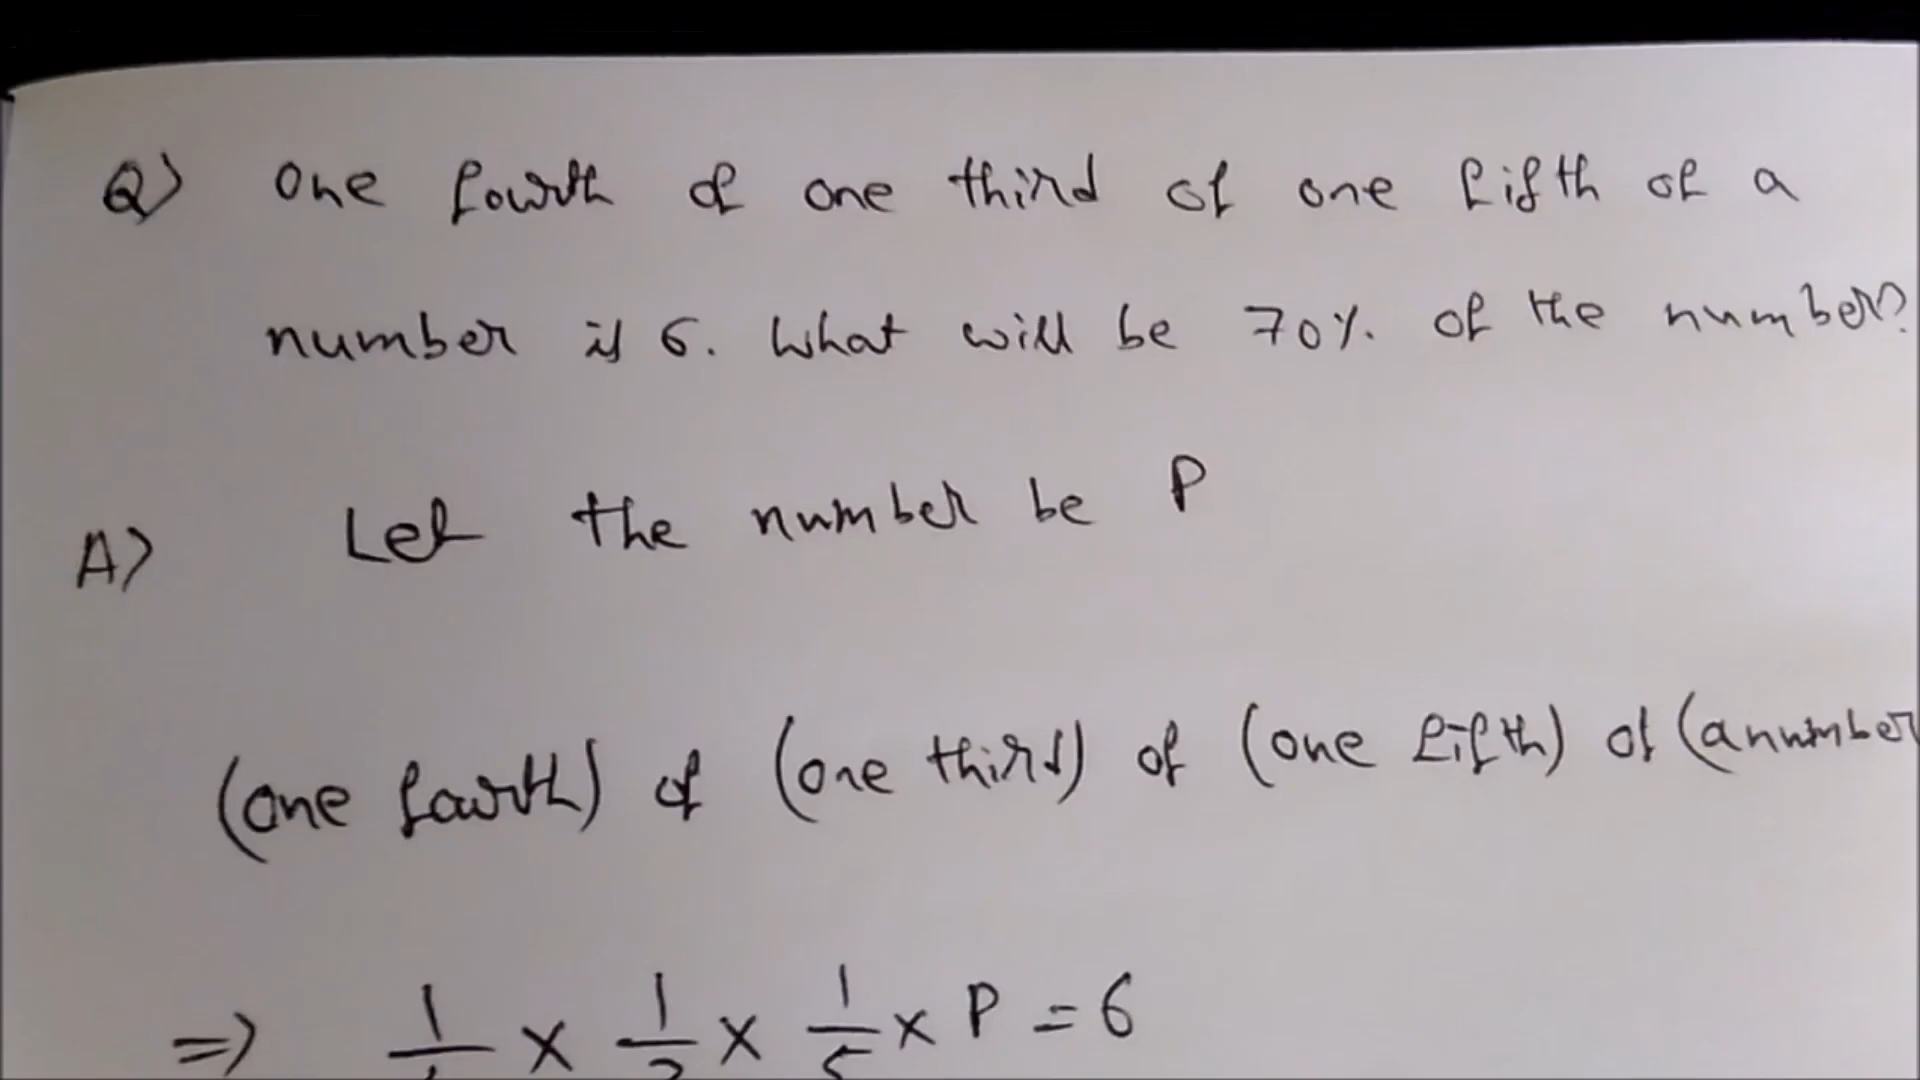 Q) One fourth of one third of one fifth of a
number is 6. What will be 70% of the number?
A) Let the number be P
(one fourth) of (one third) of (one fifth) of (a number
=> 1/4 × 1/3 × 1/5 × P = 6